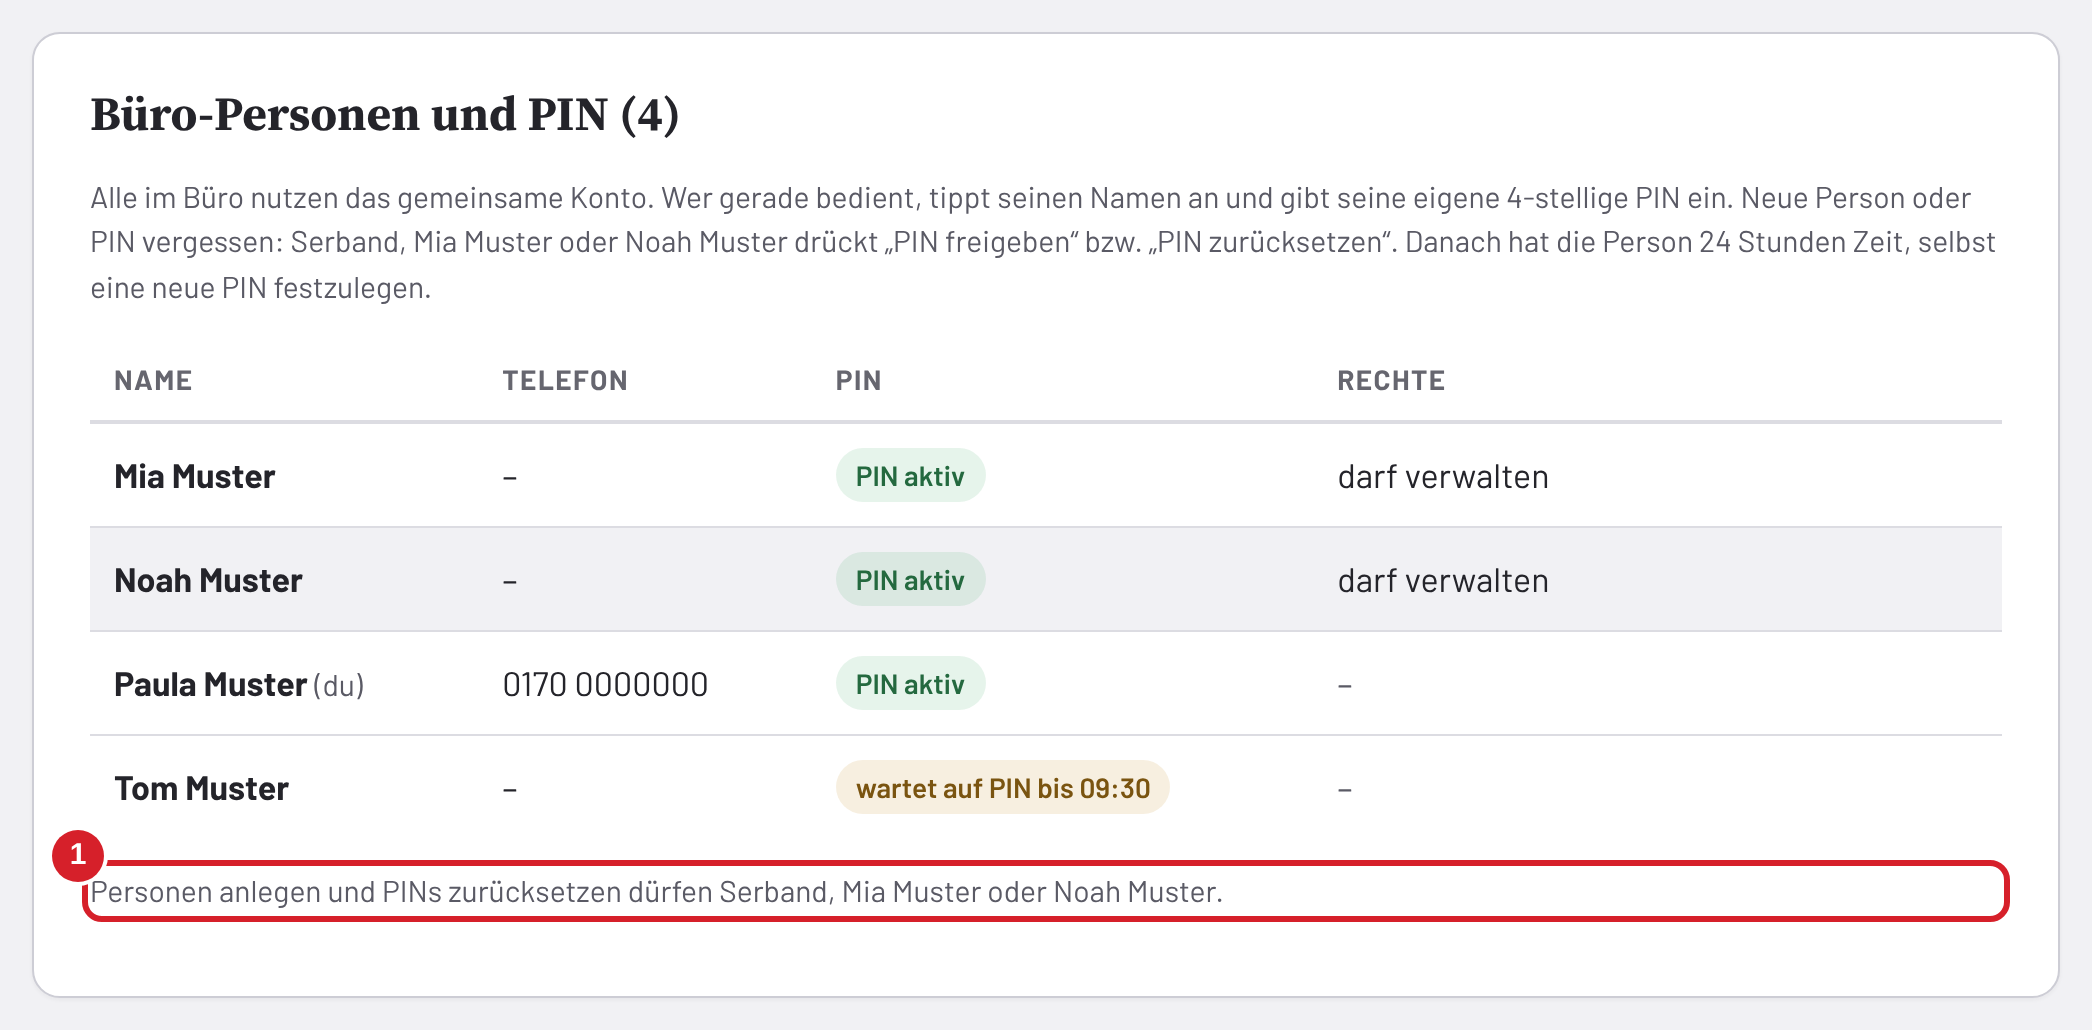 Büro-Personen und PIN (4)
Alle im Büro nutzen das gemeinsame Konto. Wer gerade bedient, tippt seinen Namen an und gibt seine eigene 4-stellige PIN ein. Neue Person oder
PIN vergessen: Serband, Mia Muster oder Noah Muster drückt „PIN freigeben“ bzw. „PIN zurücksetzen“. Danach hat die Person 24 Stunden Zeit, selbst
eine neue PIN festzulegen.
NAME TELEFON PIN RECHTE
Mia Muster – PIN aktiv darf verwalten
Noah Muster – PIN aktiv darf verwalten
Paula Muster (du) 0170 0000000 PIN aktiv –
Tom Muster – wartet auf PIN bis 09:30 –
1
Personen anlegen und PINs zurücksetzen dürfen Serband, Mia Muster oder Noah Muster.